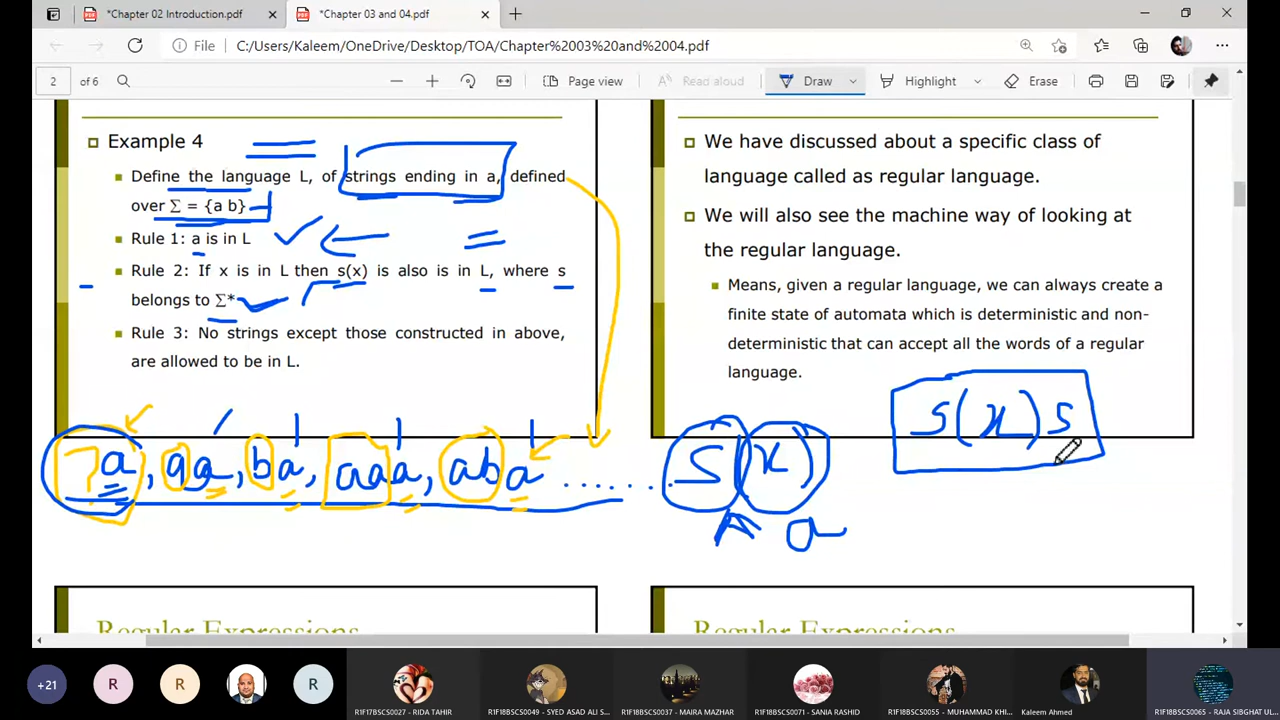 *Chapter 02 Introduction.pdf
*Chapter 03 and 04.pdf
File C:/Users/Kaleem/OneDrive/Desktop/TOA/Chapter%2003%20and%2004.pdf
2 of 6
Page view
Read aloud
Draw
Highlight
Erase
Example 4
Define the language L, of strings ending in a, defined
over Σ = {a b}
Rule 1: a is in L
Rule 2: If x is in L then s(x) is also is in L, where s
belongs to Σ*
Rule 3: No strings except those constructed in above,
are allowed to be in L.
a, aa, ba, aaa, aba ....... s(x)
a
Regular Expressions
We have discussed about a specific class of
language called as regular language.
We will also see the machine way of looking at
the regular language.
Means, given a regular language, we can always create a
finite state of automata which is deterministic and non-
deterministic that can accept all the words of a regular
language.
s(x)s
Regular Expressions
+21
R
R
R
R1F17BSCS0027 - RIDA TAHIR
R1F18BSCS0149 - SYED ASAD ALI S...
R1F18BSCS0037 - MAIRA MAZHAR
R1F18BSCS0071 - SANIA RASHID
R1F18BSCS0055 - MUHAMMAD KHI...
Kaleem Ahmed
R1F18BSCS0065 - RAJA SIBGHAT UL...